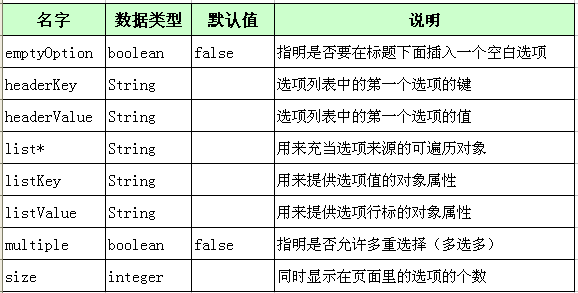 名字 数据类型 默认值 说明
emptyOption boolean false 指明是否要在标题下面插入一个空白选项
headerKey String 选项列表中的第一个选项的键
headerValue String 选项列表中的第一个选项的值
list* String 用来充当选项来源的可遍历对象
listKey String 用来提供选项值的对象属性
listValue String 用来提供选项行标的对象属性
multiple boolean false 指明是否允许多重选择（多选多）
size integer 同时显示在页面里的选项的个数